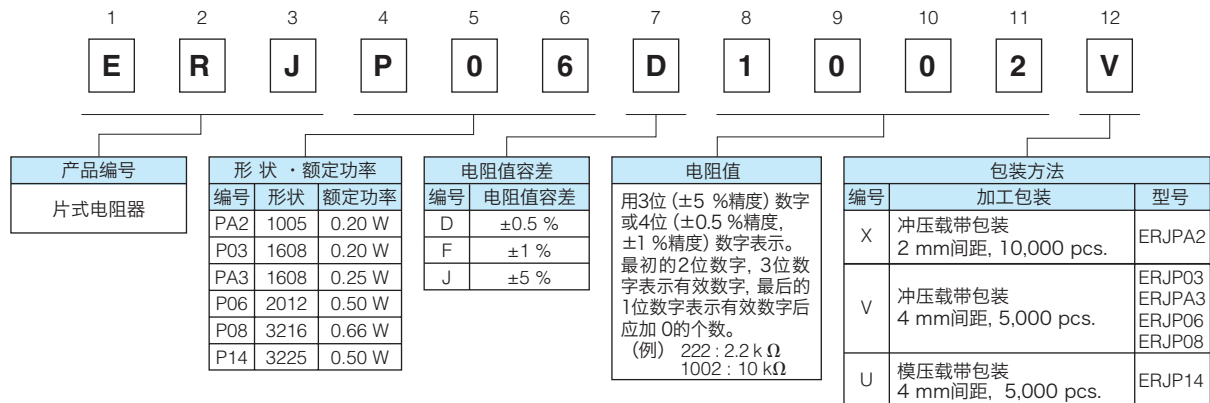 1 2 3 4 5 6 7 8 9 10 11 12
E R J P 0 6 D 1 0 0 2 V
产品编号
片式电阻器
形 状 ・额定功率
编号 形状 额定功率
PA2 1005 0.20 W
P03 1608 0.20 W
PA3 1608 0.25 W
P06 2012 0.50 W
P08 3216 0.66 W
P14 3225 0.50 W
电阻值容差
编号 电阻值容差
D ±0.5 %
F ±1 %
J ±5 %
电阻值
用3位 (±5 %精度) 数字
或4位 (±0.5 %精度,
±1 %精度) 数字表示。
最初的2位数字, 3位数
字表示有效数字, 最后的
1位数字表示有效数字后
应加 0的个数。
(例) 222 : 2.2 k Ω
1002 : 10 kΩ
包装方法
编号 加工包装 型号
X 冲压载带包装
2 mm间距, 10,000 pcs. ERJPA2
V 冲压载带包装
4 mm间距, 5,000 pcs.
ERJP03
ERJPA3
ERJP06
ERJP08
U 模压载带包装
4 mm间距, 5,000 pcs. ERJP14